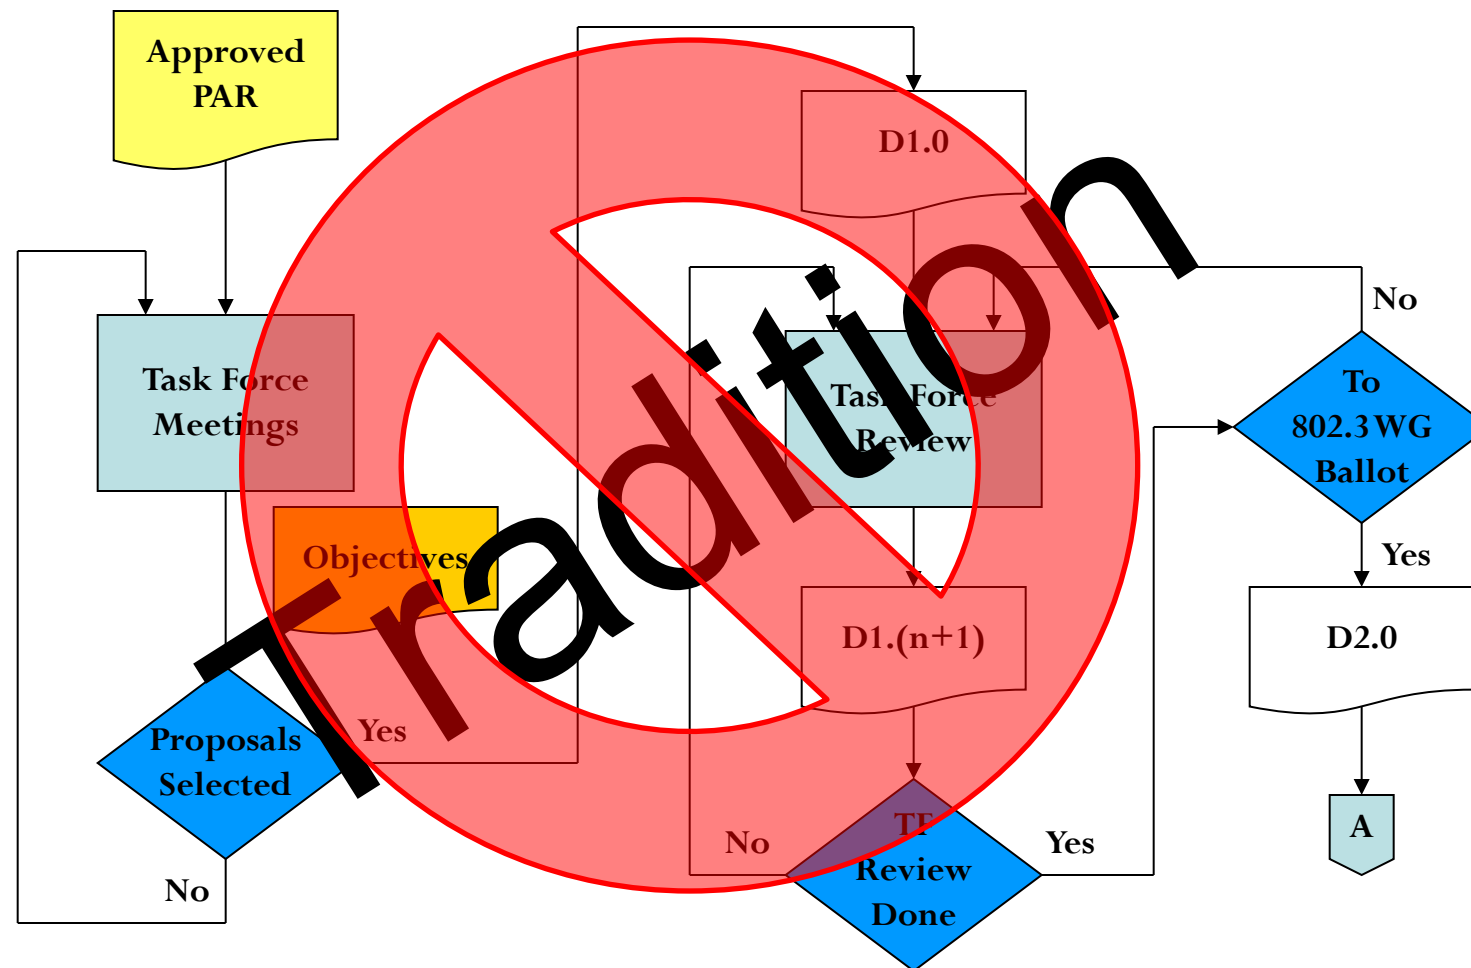 Approved
PAR
Task Force
Meetings
Objectives
Proposals
Selected
Yes
No
D1.0
Task Force
Review
D1.(n+1)
TF
Review
Done
No
Yes
To
802.3 WG
Ballot
No
Yes
D2.0
A
Tradition